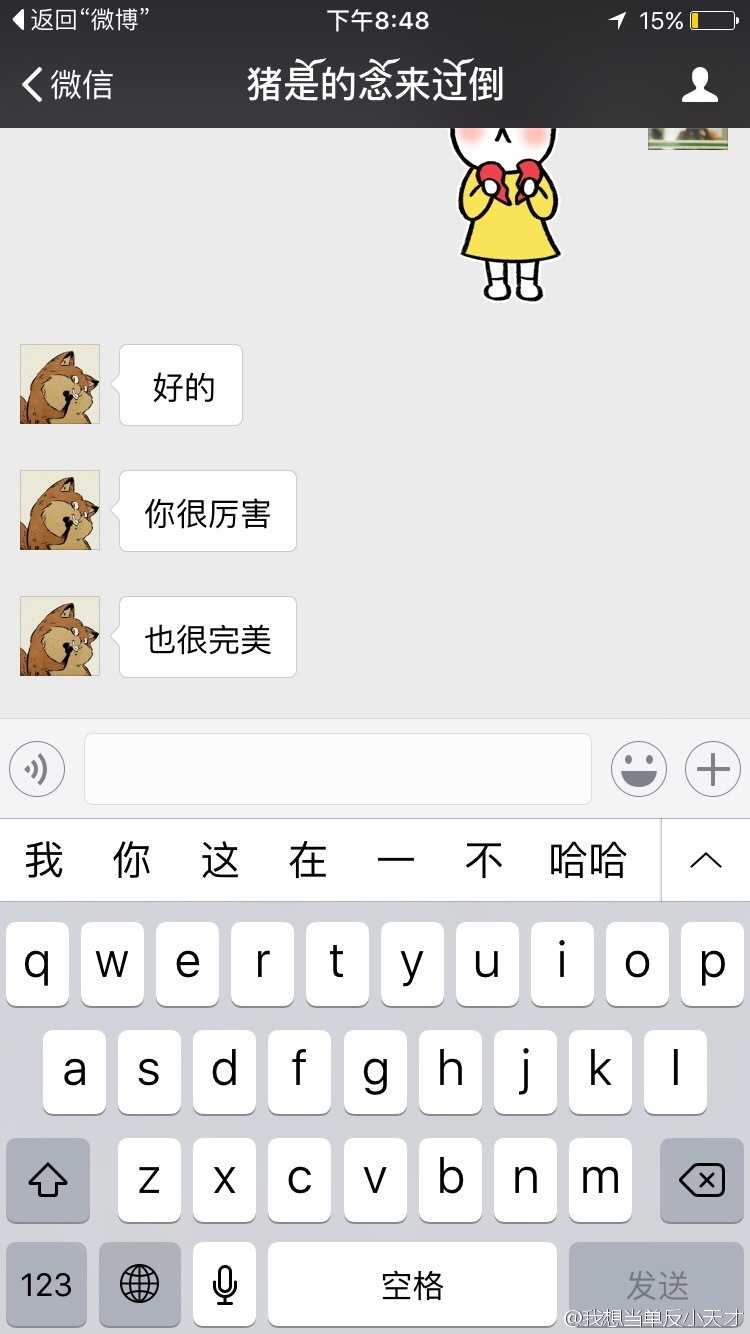 返回“微博”
下午8:48
15%
微信
猪是的念来过倒
好的
你很厉害
也很完美
我 你 这 在 一 不 哈哈
q w e r t y u i o p
a s d f g h j k l
z x c v b n m
123
空格
发送
@我想当单反小天才